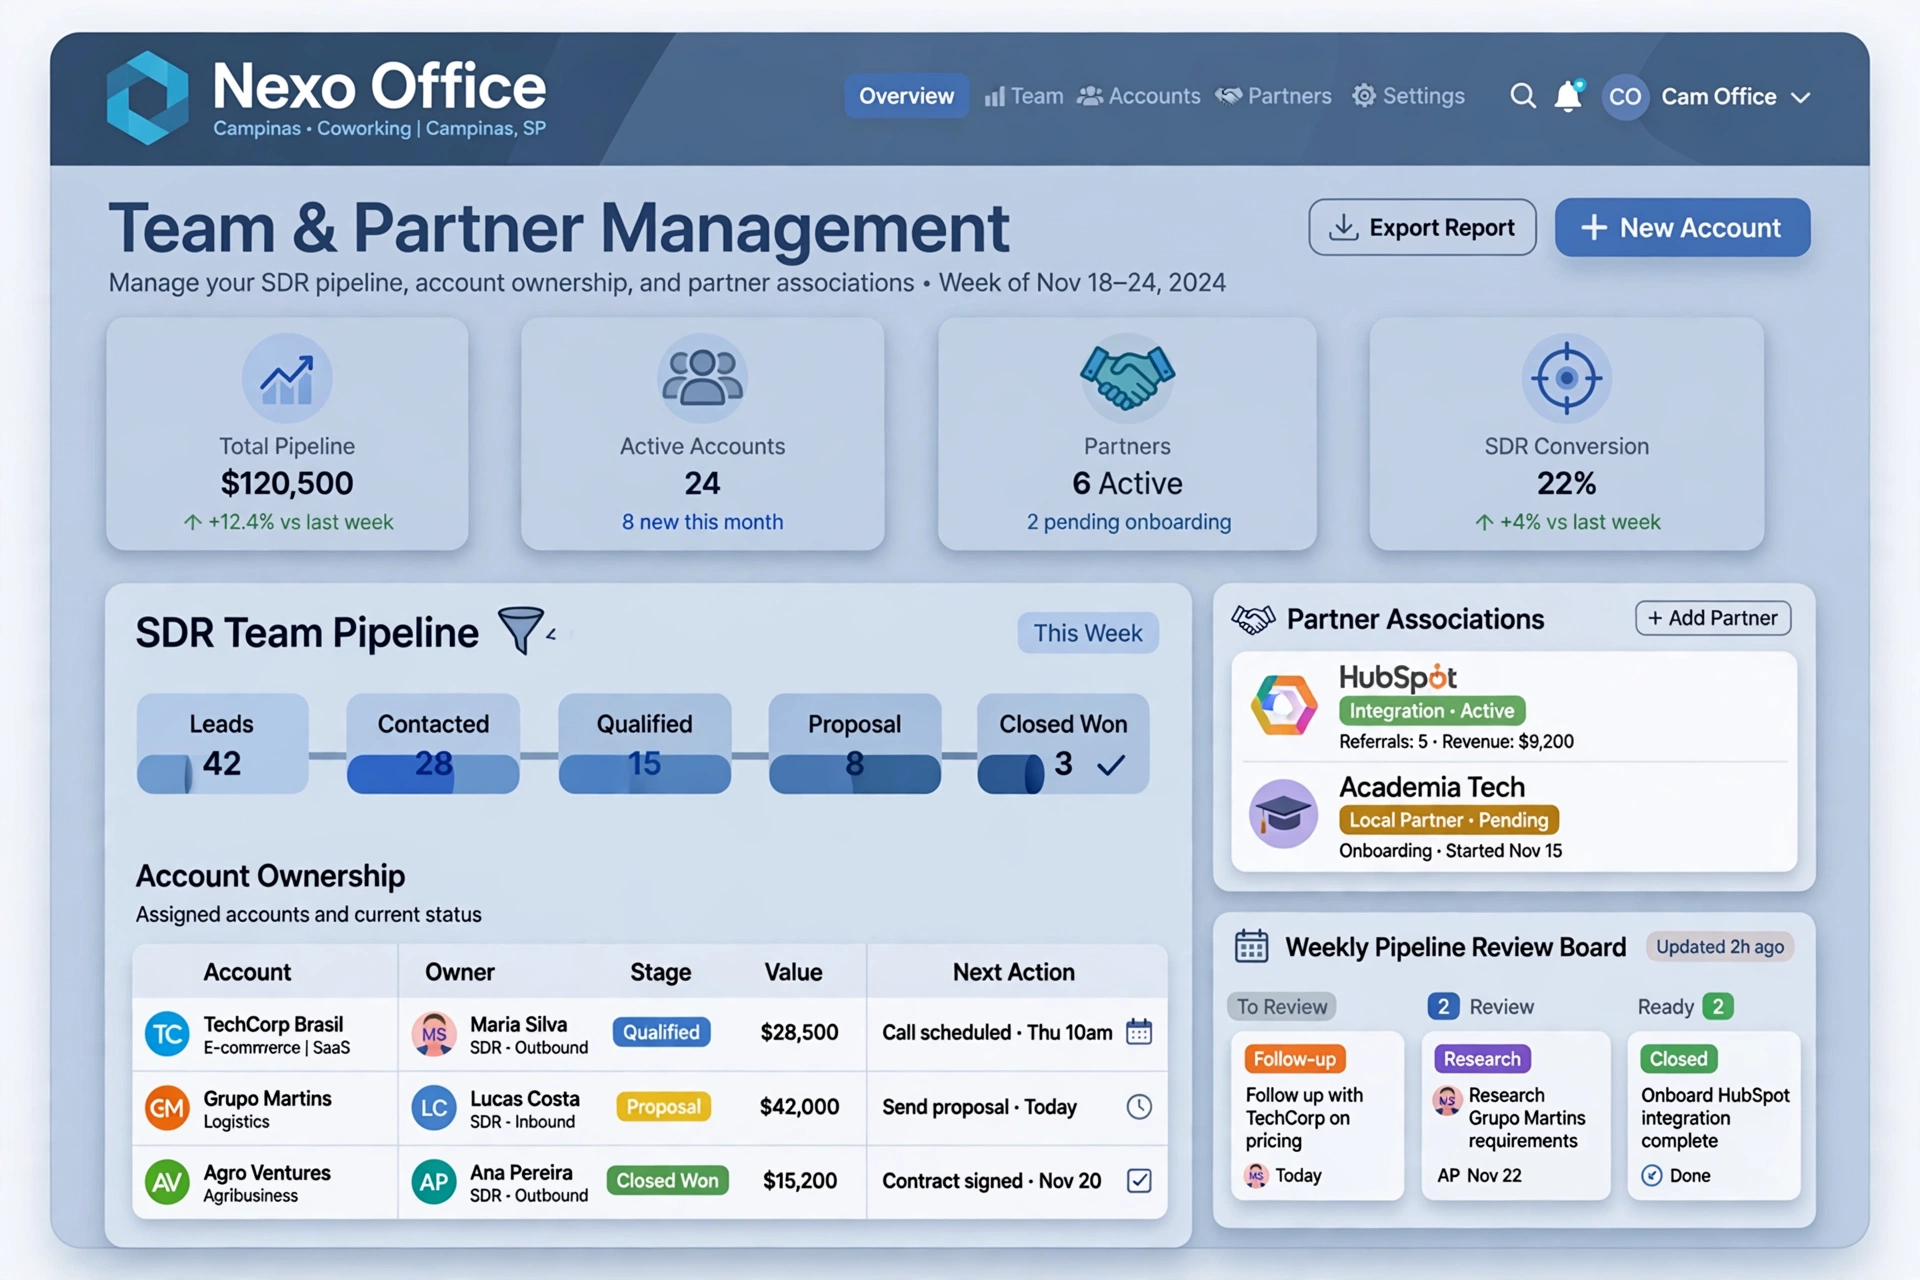 Nexo Office
Campinas • Coworking | Campinas, SP
Overview
Team
Accounts
Partners
Settings
CO
Cam Office
Team & Partner Management
Manage your SDR pipeline, account ownership, and partner associations • Week of Nov 18–24, 2024
Export Report
+ New Account
Total Pipeline
$120,500
↑ +12.4% vs last week
Active Accounts
24
8 new this month
Partners
6 Active
2 pending onboarding
SDR Conversion
22%
↑ +4% vs last week
SDR Team Pipeline
This Week
Leads
42
Contacted
28
Qualified
15
Proposal
8
Closed Won
3 ✓
Account Ownership
Assigned accounts and current status
Account Owner Stage Value Next Action
TC TechCorp Brasil MS Maria Silva Qualified $28,500 Call scheduled · Thu 10am
E-commerce | SaaS SDR - Outbound
GM Grupo Martins LC Lucas Costa Proposal $42,000 Send proposal · Today
Logistics SDR - Inbound
AV Agro Ventures AP Ana Pereira Closed Won $15,200 Contract signed · Nov 20
Agribusiness SDR - Outbound
Partner Associations
+ Add Partner
HubSpot
Integration · Active
Referrals: 5 · Revenue: $9,200
Academia Tech
Local Partner · Pending
Onboarding · Started Nov 15
Weekly Pipeline Review Board
Updated 2h ago
To Review
Follow-up
Follow up with
TechCorp on
pricing
MS Today
2 Review
Research
MS Research
Grupo Martins
requirements
AP Nov 22
Ready 2
Closed
Onboard HubSpot
integration
complete
Done